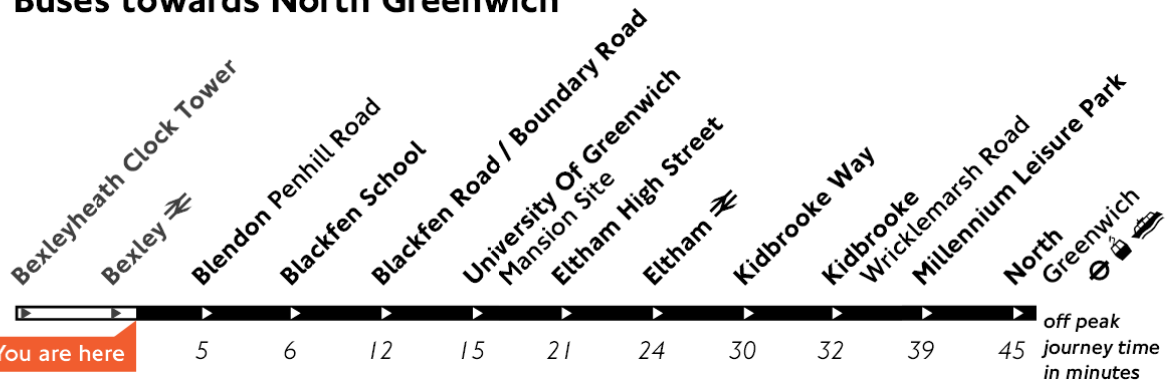 Buses towards North Greenwich
Bexleyheath Clock Tower
Bexley
Blendon Penhill Road
Blackfen School
Blackfen Road / Boundary Road
University Of Greenwich
Mansion Site
Eltham High Street
Eltham
Kidbrooke Way
Kidbrooke
Wricklemarsh Road
Millennium Leisure Park
North
Greenwich
You are here
5 6 12 15 21 24 30 32 39 45
off peak
journey time
in minutes